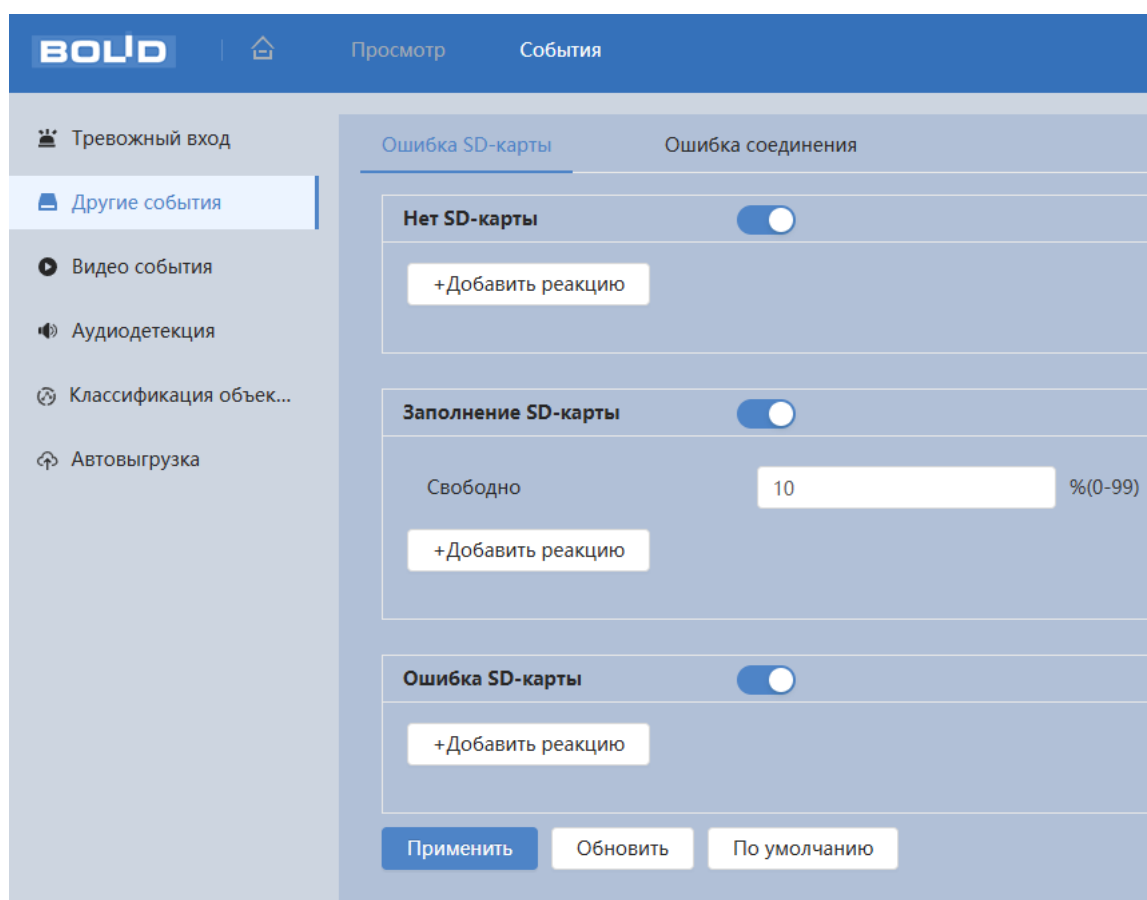 BOLID
Просмотр
События
Тревожный вход
Другие события
Видео события
Аудиодетекция
Классификация объек...
Автовыгрузка
Ошибка SD-карты
Ошибка соединения
Нет SD-карты
+Добавить реакцию
Заполнение SD-карты
Свободно
10
%(0-99)
+Добавить реакцию
Ошибка SD-карты
+Добавить реакцию
Применить
Обновить
По умолчанию